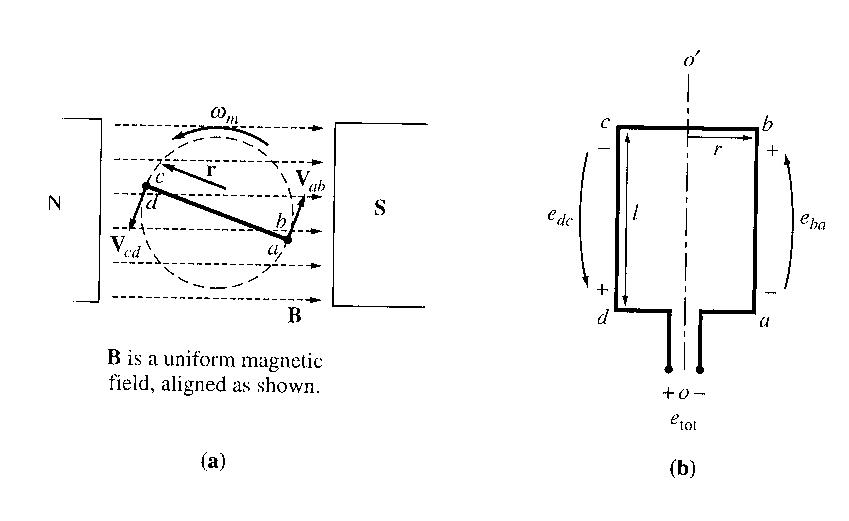 ω_m
r
c
V_ab
N
d
b
S
a
V_cd
B
B is a uniform magnetic
field, aligned as shown.
(a)
o′
c
b
−
r
+
e_dc
l
e_ba
+
−
d
a
+ o −
e_tot
(b)